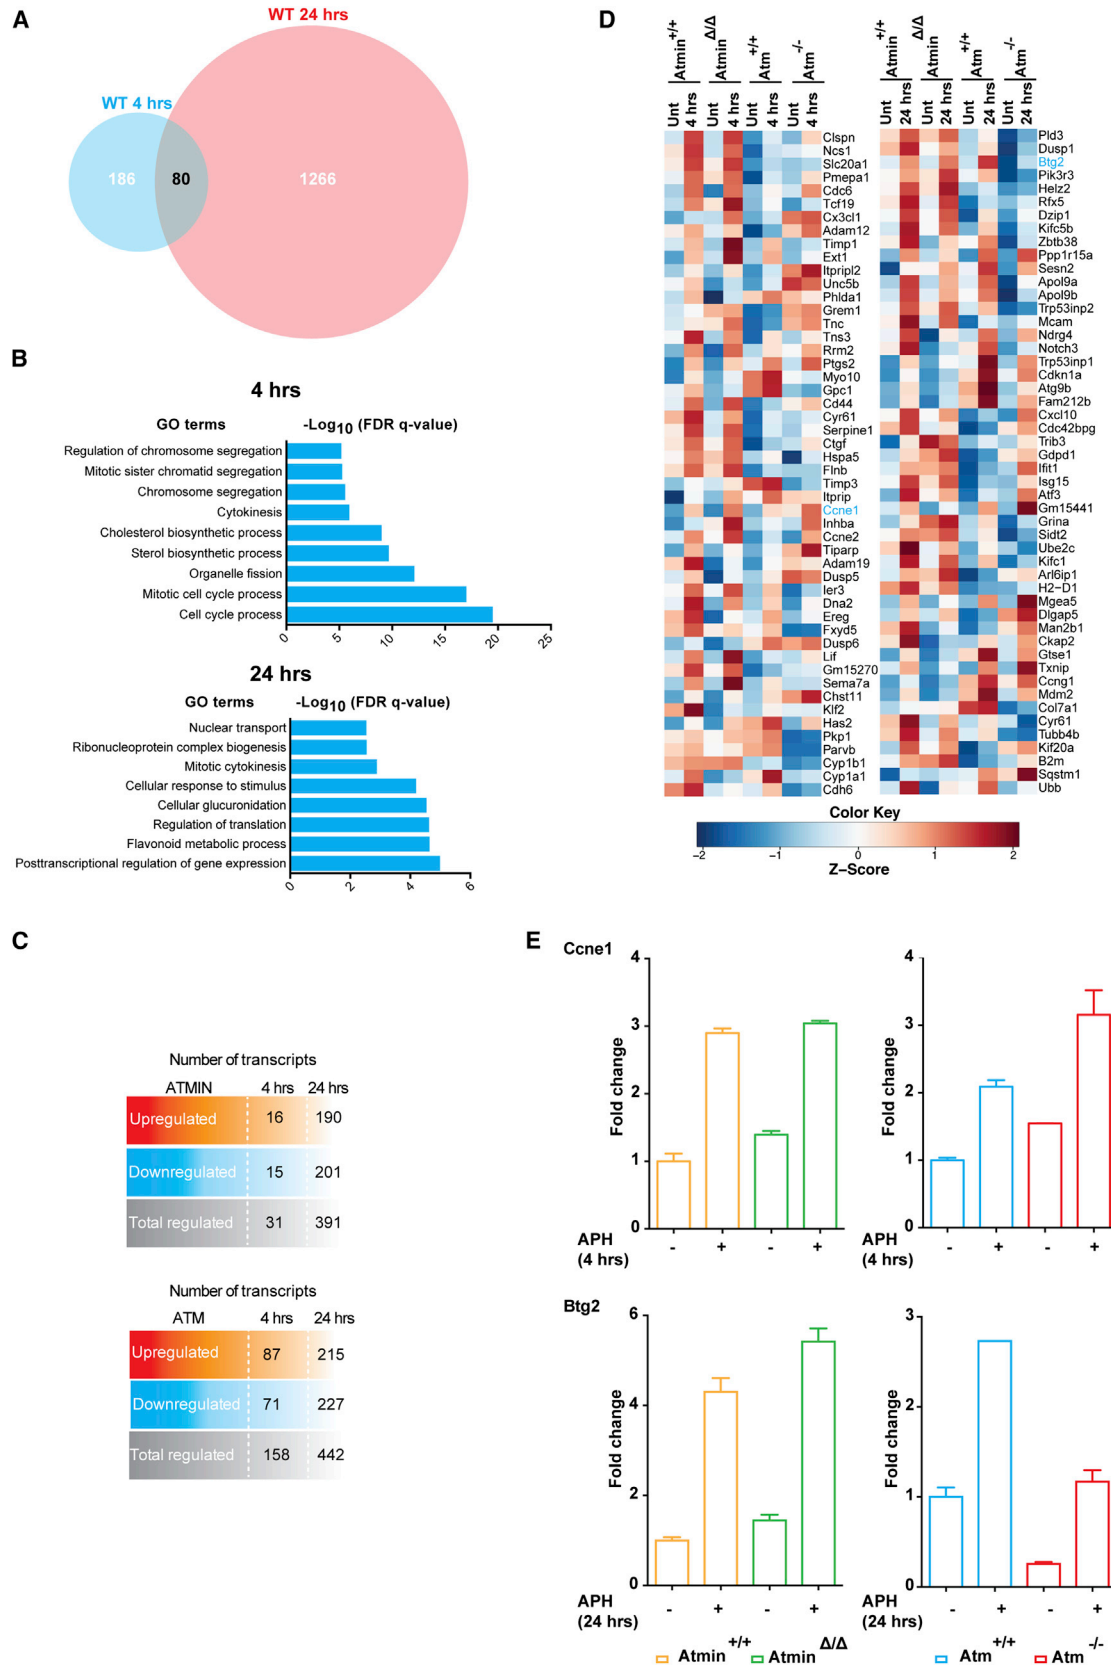 A
WT 24 hrs
WT 4 hrs
186
80
1266
B
4 hrs
GO terms
-Log10 (FDR q-value)
Regulation of chromosome segregation
Mitotic sister chromatid segregation
Chromosome segregation
Cytokinesis
Cholesterol biosynthetic process
Sterol biosynthetic process
Organelle fission
Mitotic cell cycle process
Cell cycle process
0 5 10 15 20 25
24 hrs
GO terms
-Log10 (FDR q-value)
Nuclear transport
Ribonucleoprotein complex biogenesis
Mitotic cytokinesis
Cellular response to stimulus
Cellular glucuronidation
Regulation of translation
Flavonoid metabolic process
Posttranscriptional regulation of gene expression
0 2 4 6
C
Number of transcripts
ATMIN 4 hrs 24 hrs
Upregulated 16 190
Downregulated 15 201
Total regulated 31 391
Number of transcripts
ATM 4 hrs 24 hrs
Upregulated 87 215
Downregulated 71 227
Total regulated 158 442
D
Atmin+/+ AtminΔ/Δ Atm+/+ Atm-/-
Unt 4 hrs Unt 4 hrs Unt 4 hrs Unt 4 hrs
Clspn
Ncs1
Slc20a1
Pmepa1
Cdc6
Tcf19
Cx3cl1
Adam12
Timp1
Ext1
Itpripl2
Unc5b
Phlda1
Grem1
Tnc
Tns3
Rrm2
Ptgs2
Myo10
Gpc1
Cd44
Cyr61
Serpine1
Ctgf
Hspa5
Flnb
Timp3
Itprip
Ccne1
Inhba
Ccne2
Tiparp
Adam19
Dusp5
Ier3
Dna2
Ereg
Fxyd5
Dusp6
Lif
Gm15270
Sema7a
Chst11
Klf2
Has2
Pkp1
Parvb
Cyp1b1
Cyp1a1
Cdh6
Atmin+/+ AtminΔ/Δ Atm+/+ Atm-/-
Unt 24 hrs Unt 24 hrs Unt 24 hrs Unt 24 hrs
Pld3
Dusp1
Btg2
Pik3r3
Helz2
Rfx5
Dzip1
Kifc5b
Zbtb38
Ppp1r15a
Sesn2
Apol9a
Apol9b
Trp53inp2
Mcam
Ndrg4
Notch3
Trp53inp1
Cdkn1a
Atg9b
Fam212b
Cxcl10
Cdc42bpg
Trib3
Gdpd1
Ifit1
Isg15
Atf3
Gm15441
Grina
Sidt2
Ube2c
Kifc1
Arl6ip1
H2-D1
Mgea5
Dlgap5
Man2b1
Ckap2
Gtse1
Txnip
Ccng1
Mdm2
Col7a1
Cyr61
Tubb4b
Kif20a
B2m
Sqstm1
Ubb
Color Key
-2 -1 0 1 2
Z-Score
E
Ccne1
Fold change
4
3
2
1
0
APH
(4 hrs)
- + - +
Fold change
4
3
2
1
0
APH
(4 hrs)
- + - +
Btg2
Fold change
6
4
2
0
APH
(24 hrs)
- + - +
Fold change
3
2
1
0
APH
(24 hrs)
- + - +
Atmin+/+ AtminΔ/Δ
Atm+/+ Atm-/-